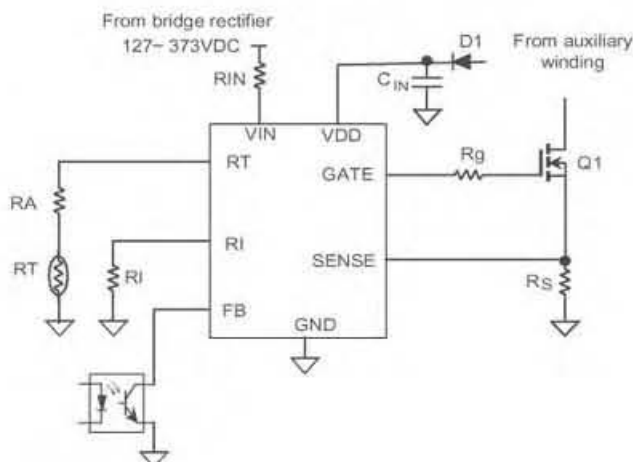 From bridge rectifier
127~ 373VDC
RIN
D1
From auxiliary
winding
CIN
VIN
VDD
RT
GATE
Rg
Q1
RA
RI
SENSE
RT
RI
RS
FB
GND